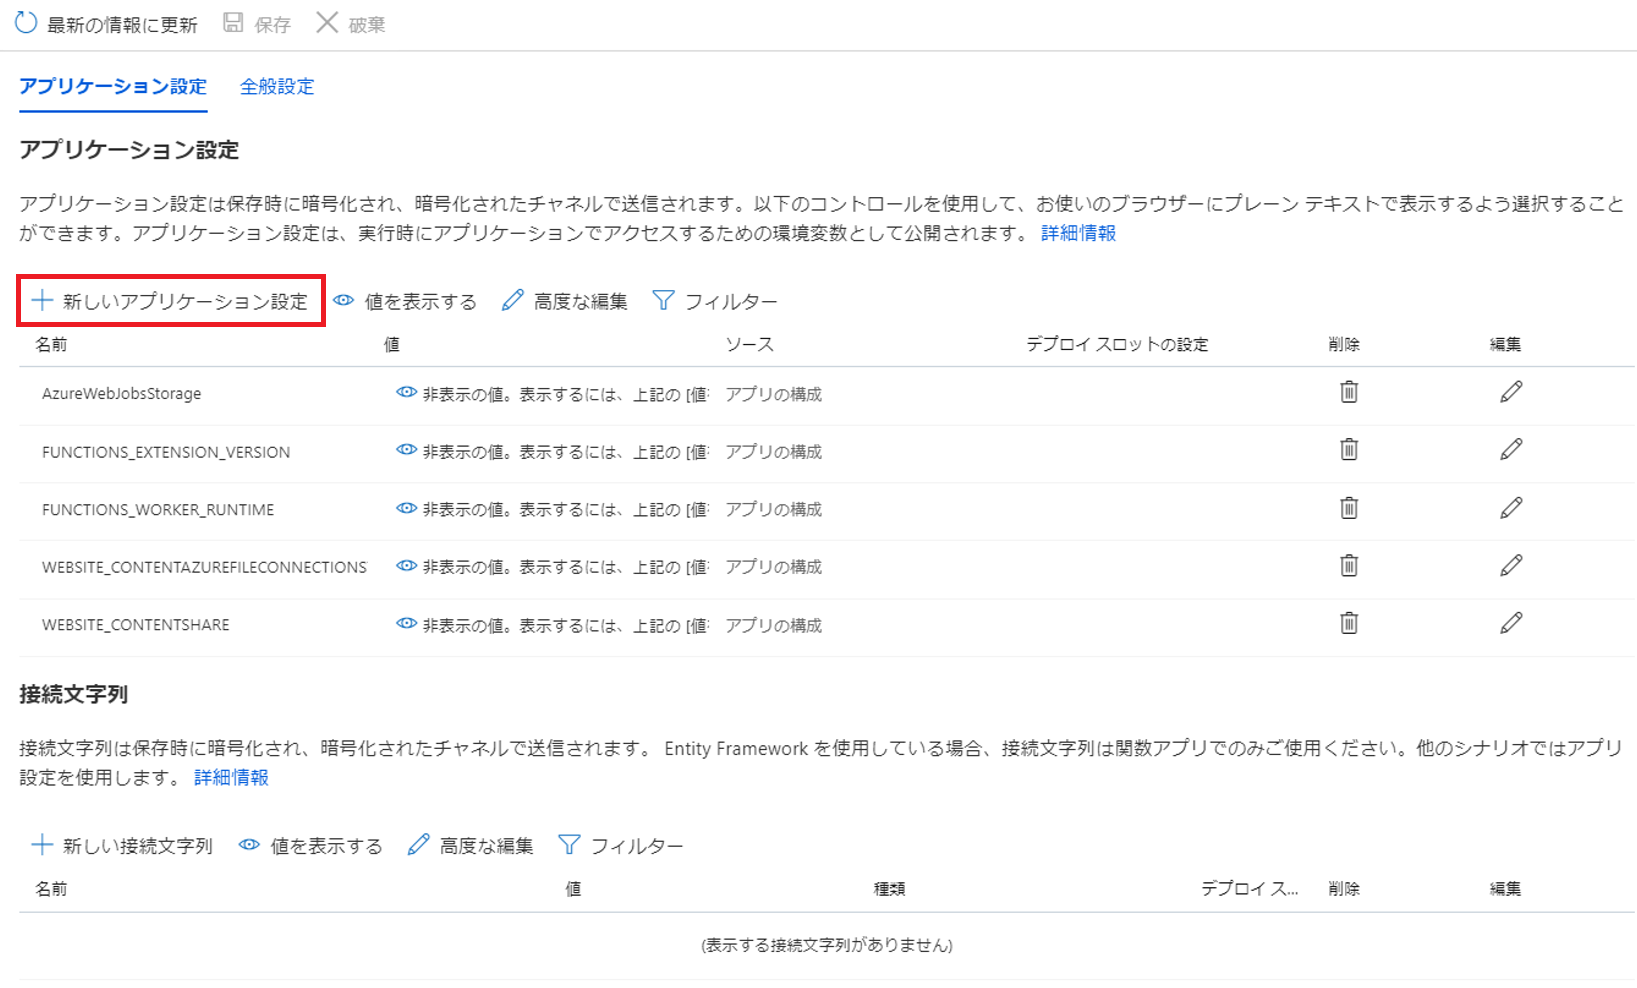 最新の情報に更新 保存 破棄
アプリケーション設定 全般設定
アプリケーション設定
アプリケーション設定は保存時に暗号化され、暗号化されたチャネルで送信されます。以下のコントロールを使用して、お使いのブラウザーにプレーン テキストで表示するよう選択すること
ができます。アプリケーション設定は、実行時にアプリケーションでアクセスするための環境変数として公開されます。 詳細情報
新しいアプリケーション設定 値を表示する 高度な編集 フィルター
名前 値 ソース デプロイ スロットの設定 削除 編集
AzureWebJobsStorage 非表示の値。表示するには、上記の [値 アプリの構成
FUNCTIONS_EXTENSION_VERSION 非表示の値。表示するには、上記の [値 アプリの構成
FUNCTIONS_WORKER_RUNTIME 非表示の値。表示するには、上記の [値 アプリの構成
WEBSITE_CONTENTAZUREFILECONNECTIONS 非表示の値。表示するには、上記の [値 アプリの構成
WEBSITE_CONTENTSHARE 非表示の値。表示するには、上記の [値 アプリの構成
接続文字列
接続文字列は保存時に暗号化され、暗号化されたチャネルで送信されます。 Entity Framework を使用している場合、接続文字列は関数アプリでのみご使用ください。他のシナリオではアプリ
設定を使用します。 詳細情報
新しい接続文字列 値を表示する 高度な編集 フィルター
名前 値 種類 デプロイ ス... 削除 編集
(表示する接続文字列がありません)